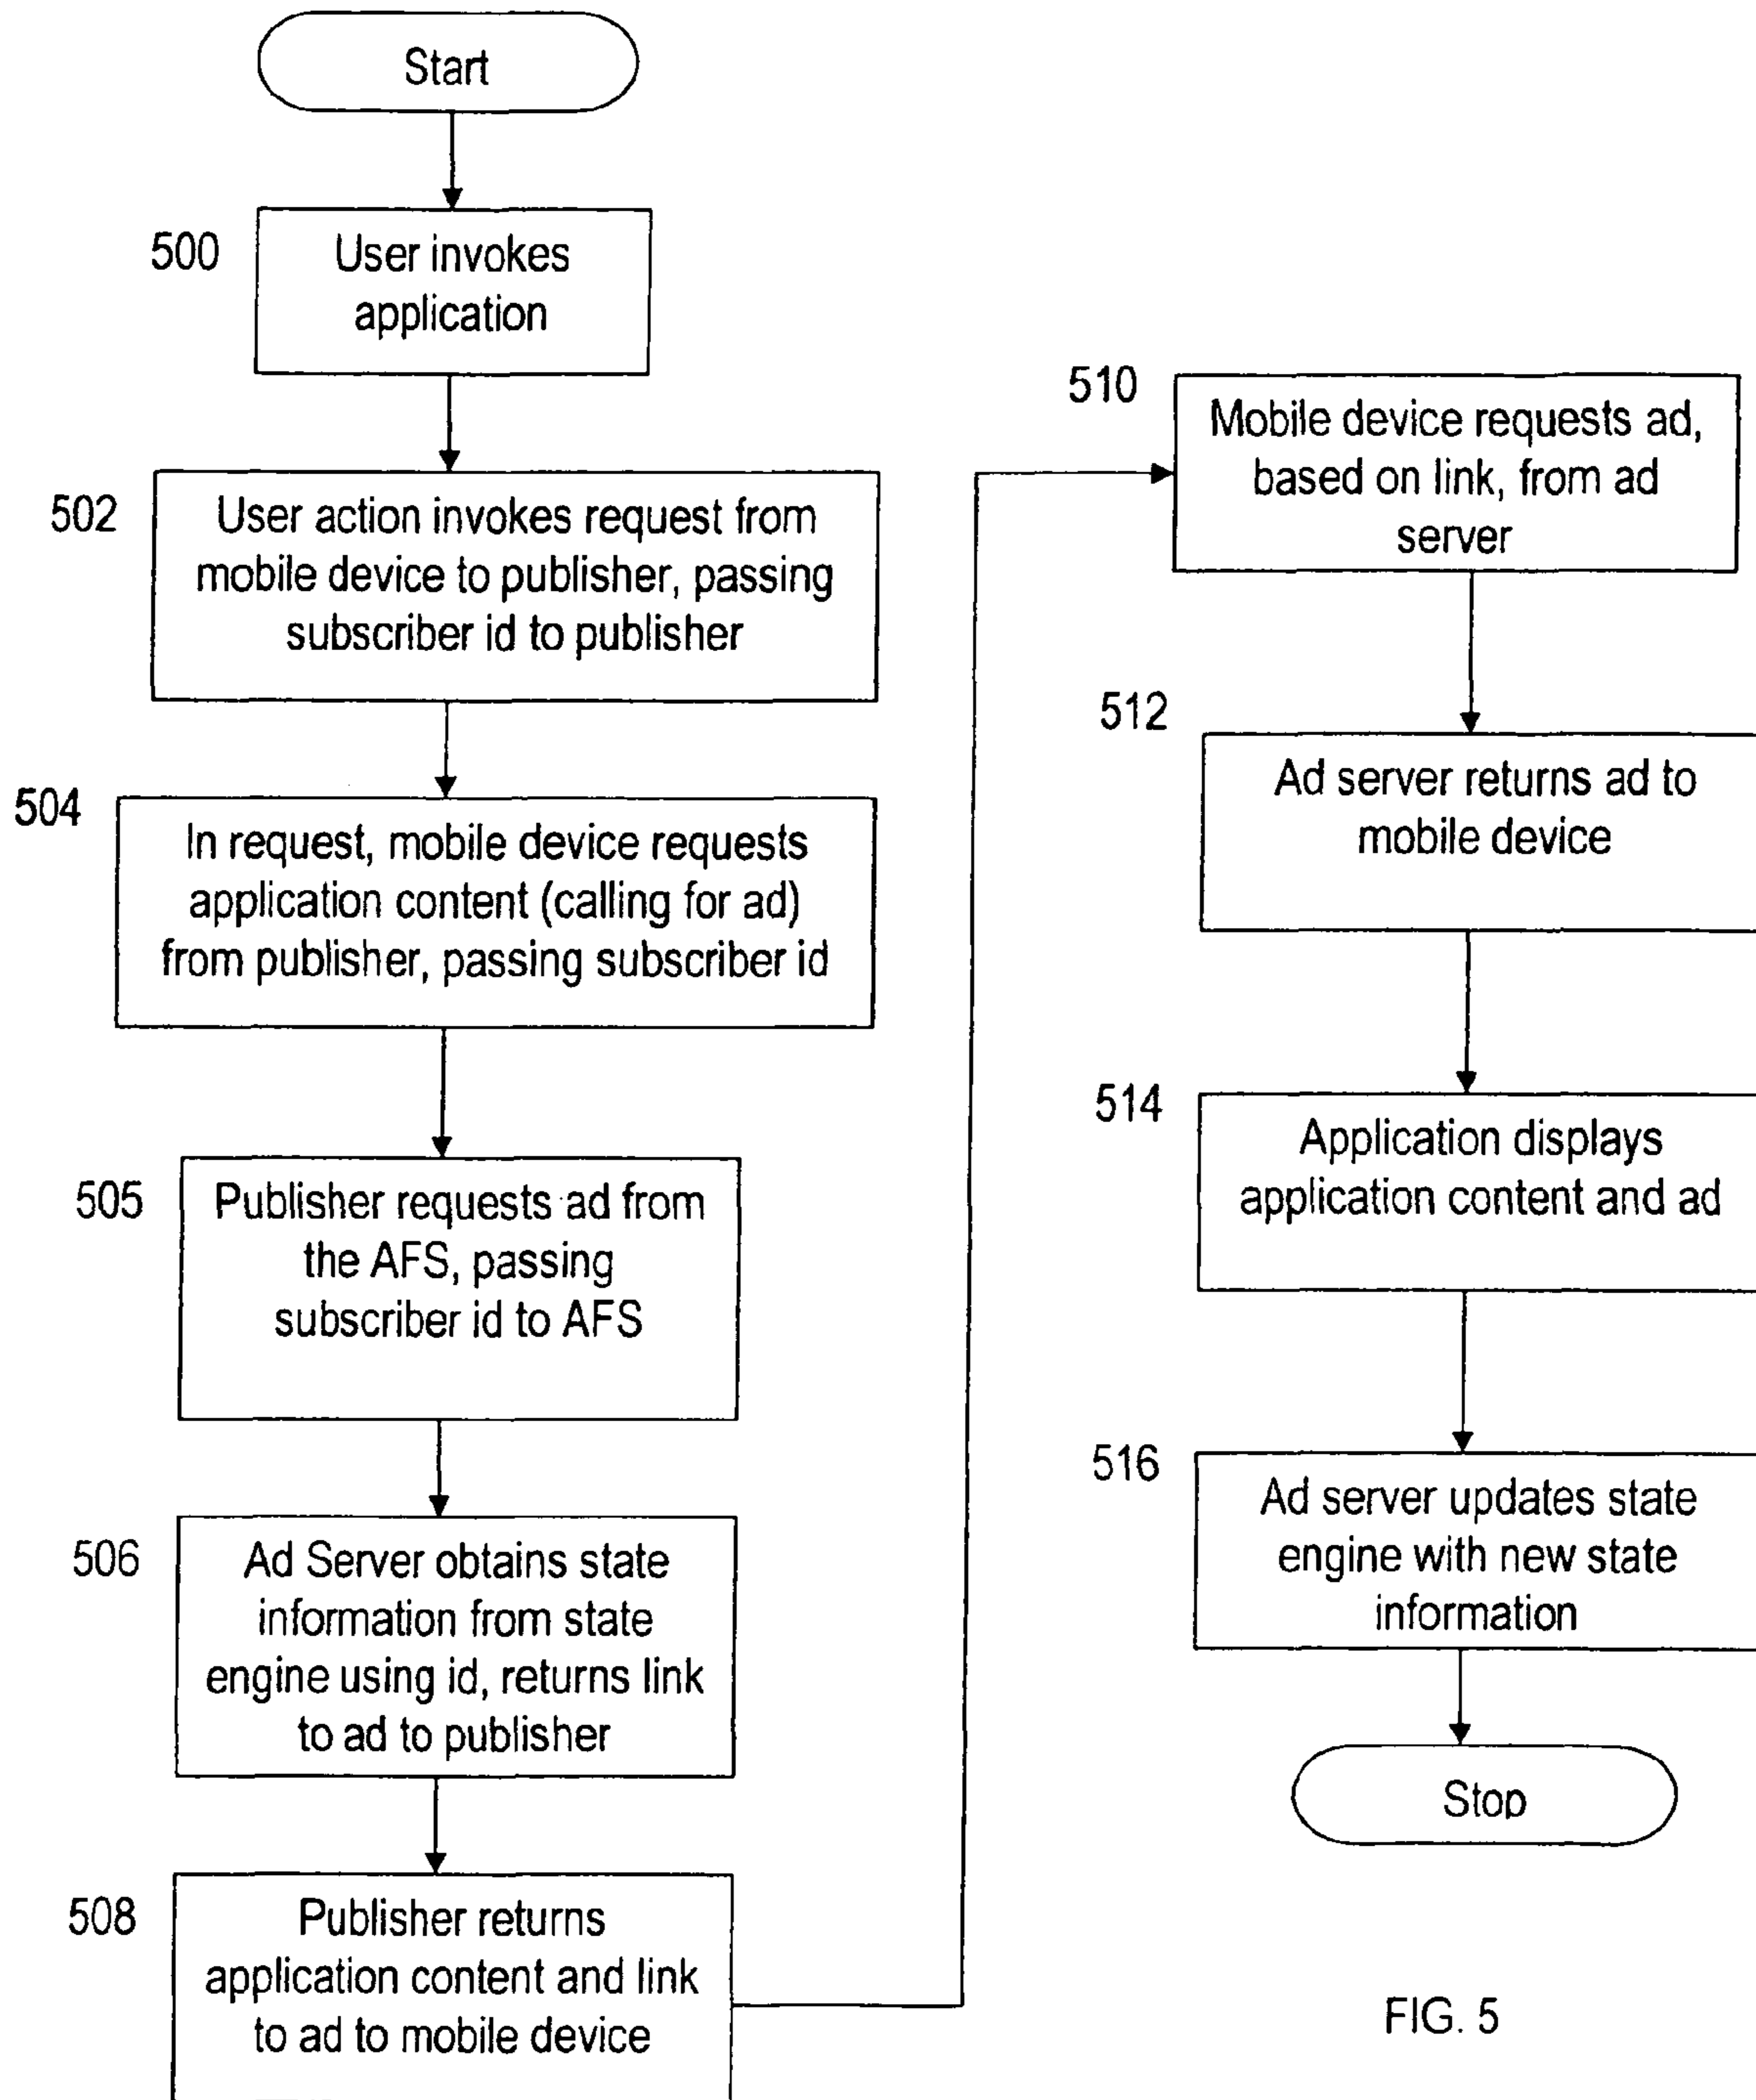 Start
500
User invokes
application
502
User action invokes request from
mobile device to publisher, passing
subscriber id to publisher
504
In request, mobile device requests
application content (calling for ad)
from publisher, passing subscriber id
505
Publisher requests ad from
the AFS, passing
subscriber id to AFS
506
Ad Server obtains state
information from state
engine using id, returns link
to ad to publisher
508
Publisher returns
application content and link
to ad to mobile device
510
Mobile device requests ad,
based on link, from ad
server
512
Ad server returns ad to
mobile device
514
Application displays
application content and ad
516
Ad server updates state
engine with new state
information
Stop
FIG. 5